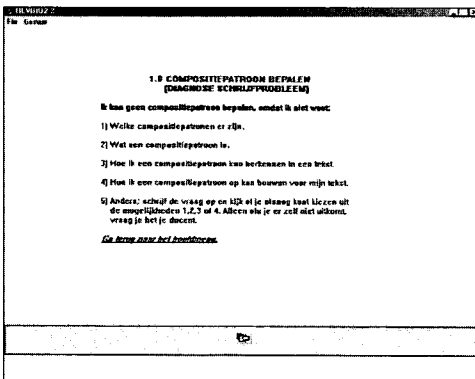 1.0 COMPOSITIEPATROON BEPALEN
(DIAGNOSE SCHRIJFPROBLEEM)
Ik kan geen compositiepatroon bepalen, omdat ik niet weet:
1) Welke compositiepatronen er zijn.
2) Wat een compositiepatroon is.
3) Hoe ik een compositiepatroon kan herkennen in een tekst.
4) Hoe ik een compositiepatroon op kan bouwen voor mijn tekst.
5) Anders; schrijf de vraag op en kijk of je alsnog kunt kiezen uit
de mogelijkheden 1,2,3 of 4. Alleen als je er zelf niet uitkomt,
vraag je het je docent.
Ga terug naar het hoofdmenu.